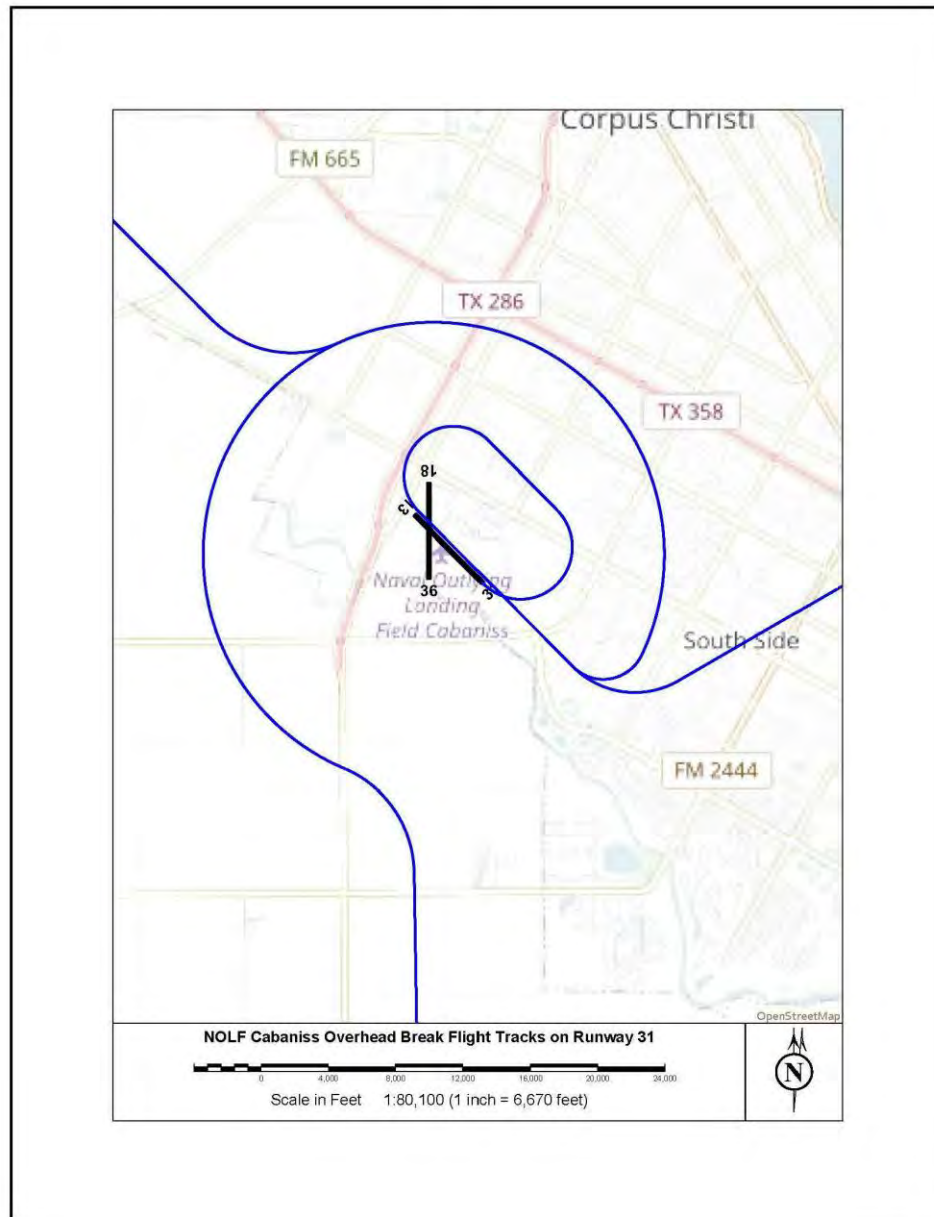 Corpus Christi
FM 665
TX 286
TX 358
18
13
36
Naval Outlying
Landing
Field Cabaniss
South Side
FM 2444
OpenStreetMap
NOLF Cabaniss Overhead Break Flight Tracks on Runway 31
0 4,000 8,000 12,000 16,000 20,000 24,000
Scale in Feet 1:80,100 (1 inch = 6,670 feet)
N